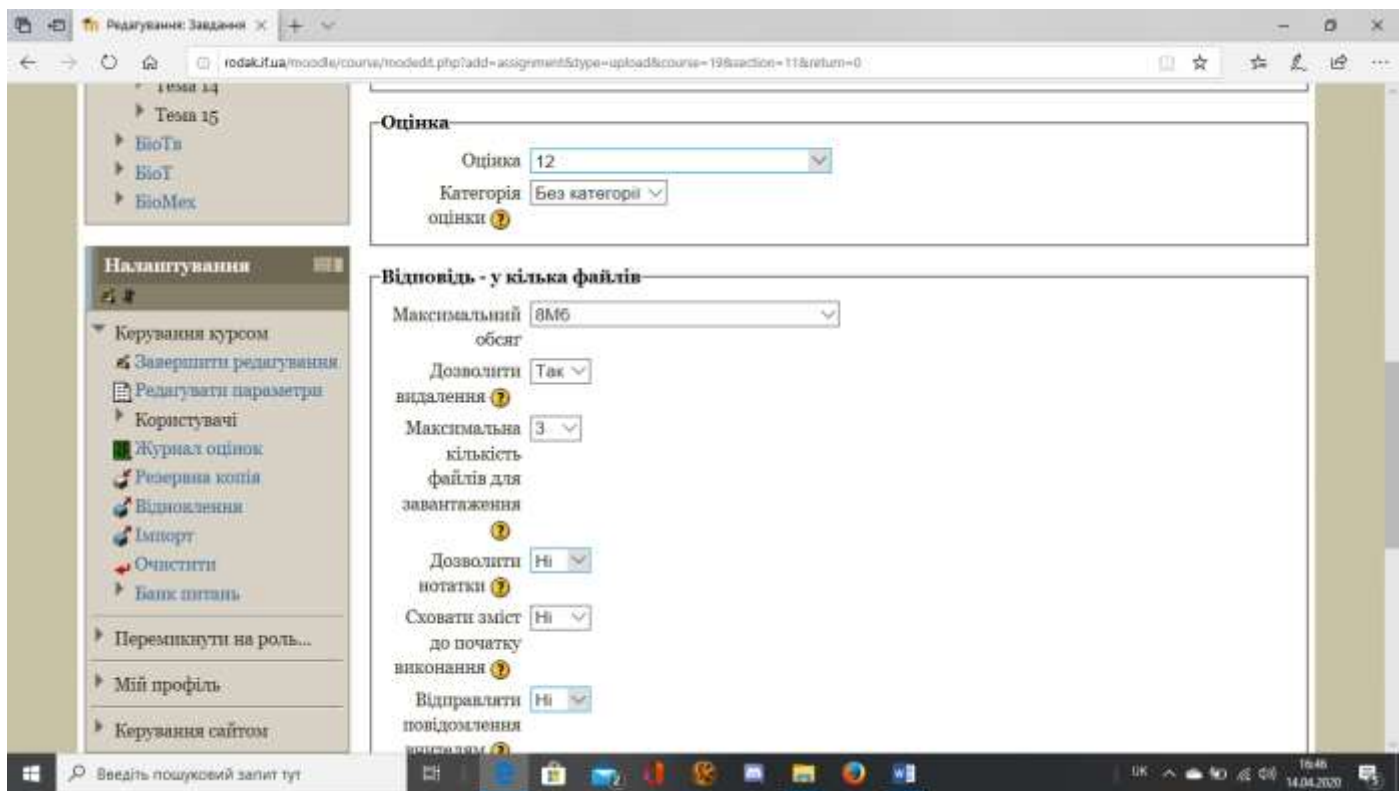 Редагування: Завдання
rodak.if.ua/moodle/course/modedit.php?add=assignment&type=upload&course=19&section=11&return=0
Тема 14
Тема 15
БіоТв
БіоТ
БіоМех
Налаштування
Керування курсом
Завершити редагування
Редагувати параметри
Користувачі
Журнал оцінок
Резервна копія
Відновлення
Імпорт
Очистити
Банк питань
Перемикнути на роль...
Мій профіль
Керування сайтом
Оцінка
Оцінка 12
Категорія Без категорії
оцінки
Відповідь - у кілька файлів
Максимальний 8Мб
обсяг
Дозволити Так
видалення
Максимальна 3
кількість
файлів для
завантаження
Дозволити Ні
нотатки
Сховати зміст Ні
до початку
виконання
Відправляти Ні
повідомлення
вчителям
Введіть пошуковий запит тут
UK
16:46
14.04.2020